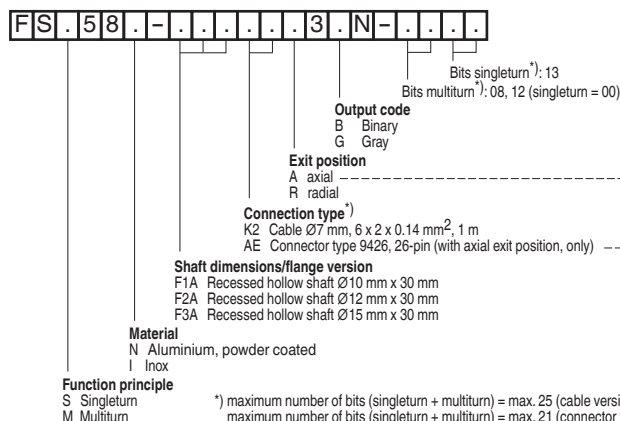 FS.58.-......3.N-....
Bits singleturn*): 13
Bits multiturn*): 08, 12 (singleturn = 00)
Output code
B Binary
G Gray
Exit position
A axial
R radial
Connection type*)
K2 Cable Ø7 mm, 6 x 2 x 0.14 mm2, 1 m
AE Connector type 9426, 26-pin (with axial exit position, only)
Shaft dimensions/flange version
F1A Recessed hollow shaft Ø10 mm x 30 mm
F2A Recessed hollow shaft Ø12 mm x 30 mm
F3A Recessed hollow shaft Ø15 mm x 30 mm
Material
N Aluminium, powder coated
I Inox
Function principle
S Singleturn *) maximum number of bits (singleturn + multiturn) = max. 25 (cable
M Multiturn maximum number of bits (singleturn + multiturn) = max. 21 (connector